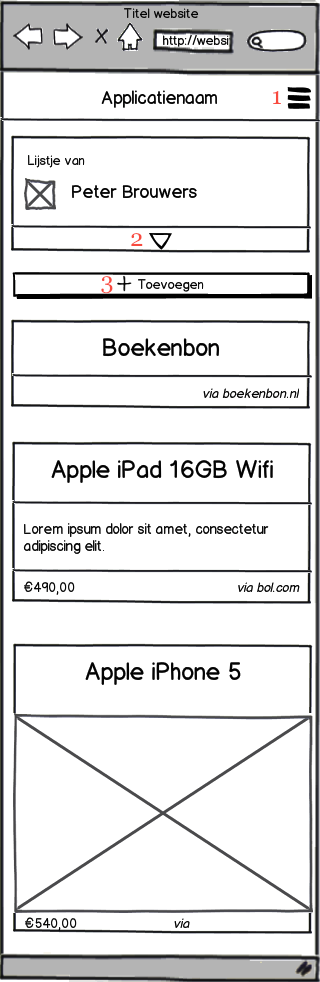 Titel website
http://websi
Applicatienaam
1
Lijstje van
Peter Brouwers
2
3 + Toevoegen
Boekenbon
via boekenbon.nl
Apple iPad 16GB Wifi
Lorem ipsum dolor sit amet, consectetur
adipiscing elit.
€490,00 via bol.com
Apple iPhone 5
€540,00 via